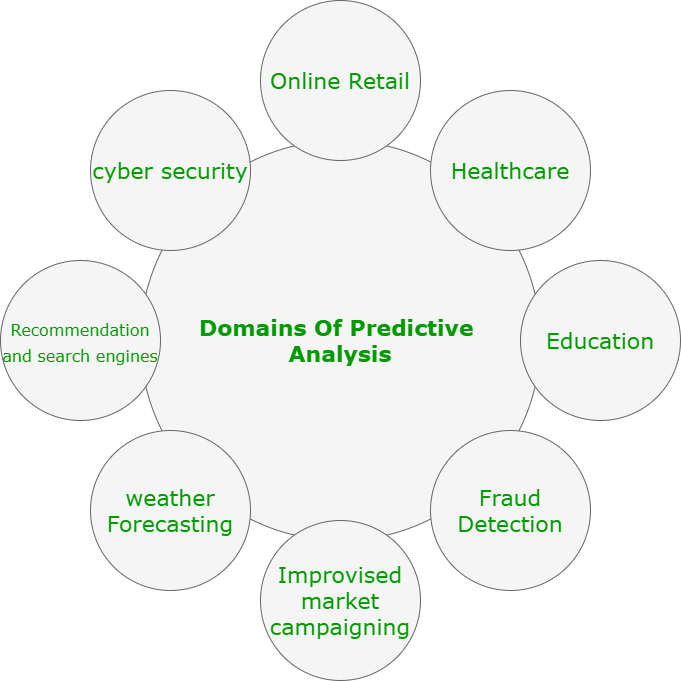 Online Retail
cyber security
Healthcare
Domains Of Predictive
Analysis
Recommendation
and search engines
Education
weather
Forecasting
Fraud
Detection
Improvised
market
campaigning